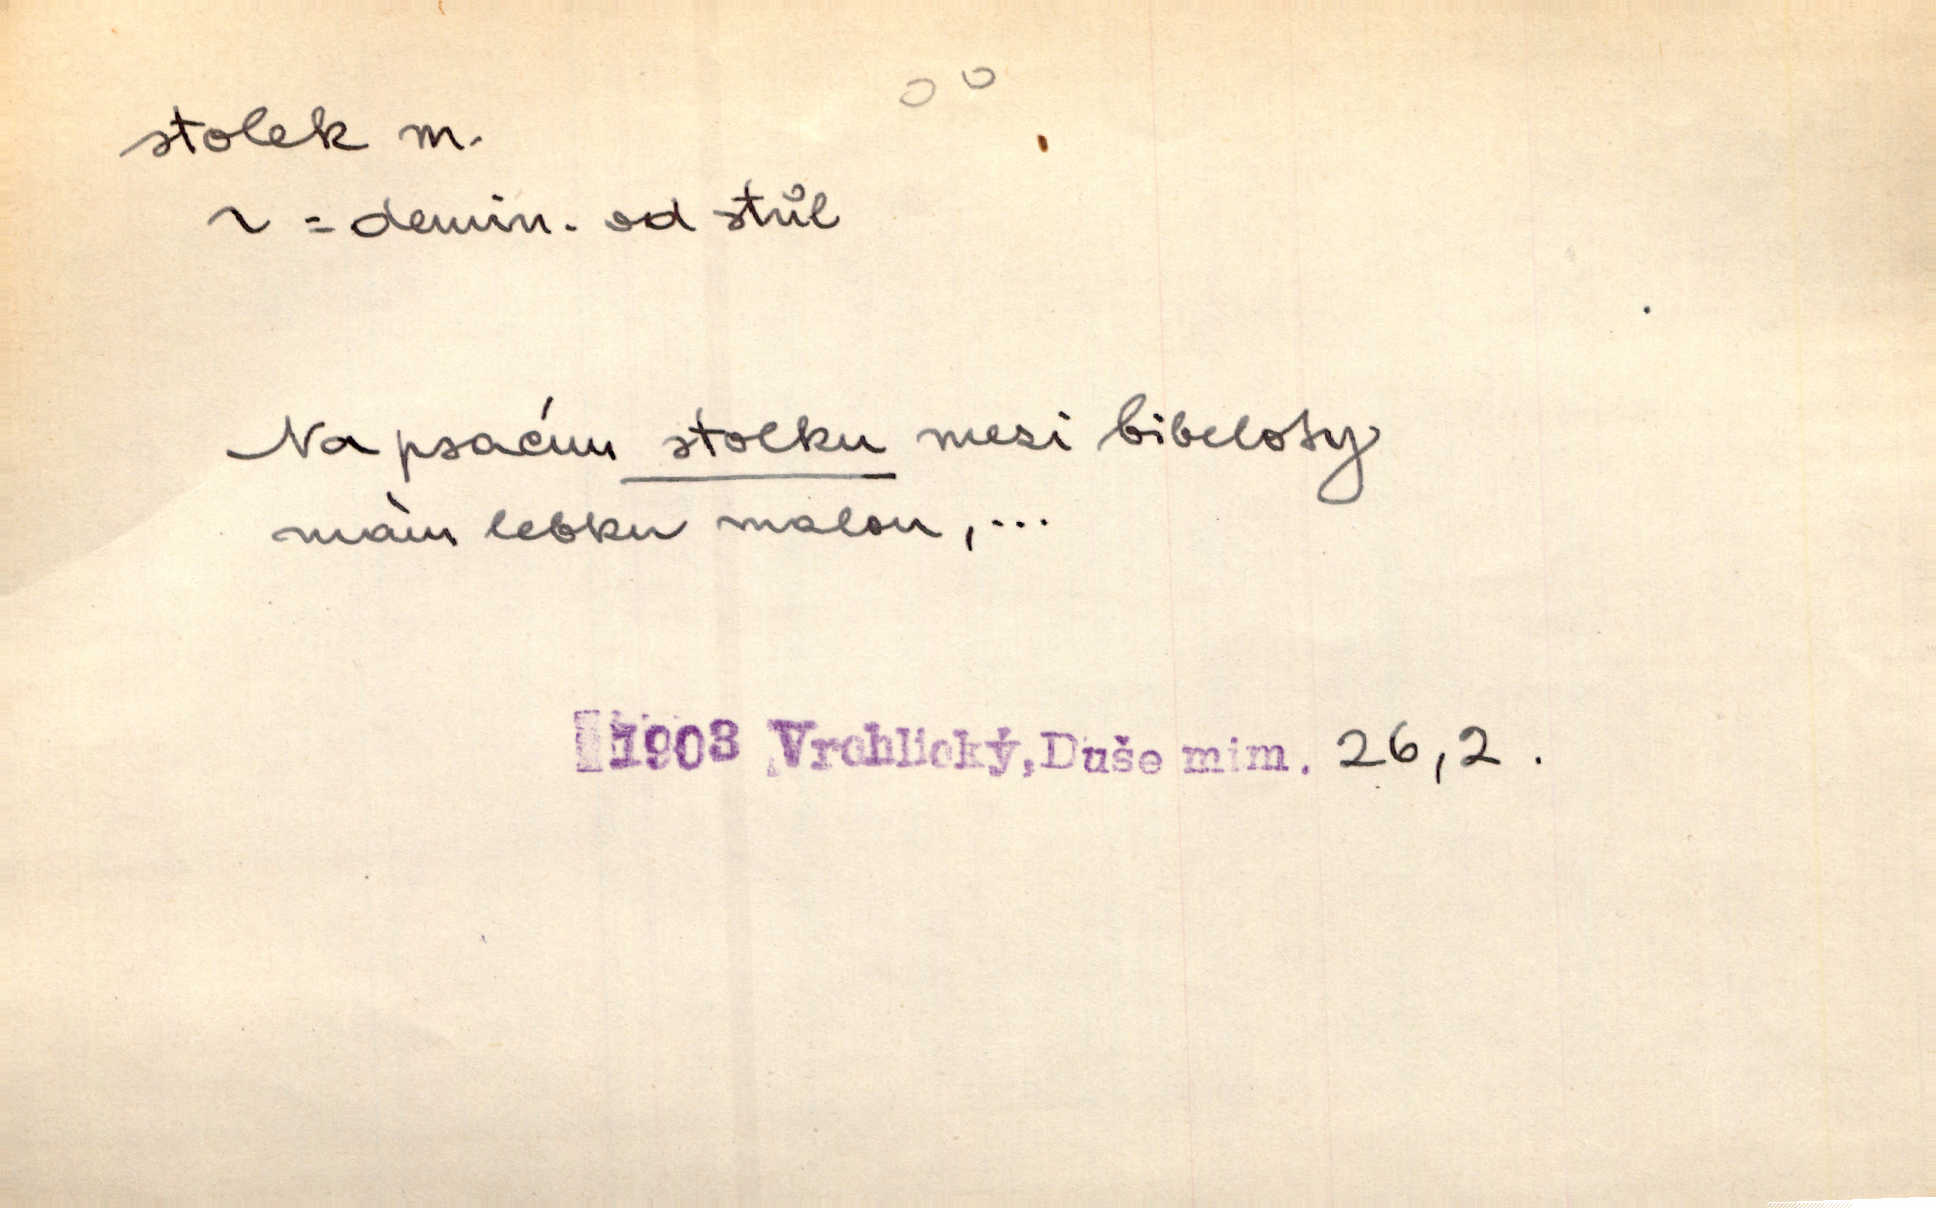 stolek m.
~ = demin. od stůl
Na psacím stolku mezi bibeloty
mám lebku malou, ...
1903 Vrchlický, Duše mim. 26,2.